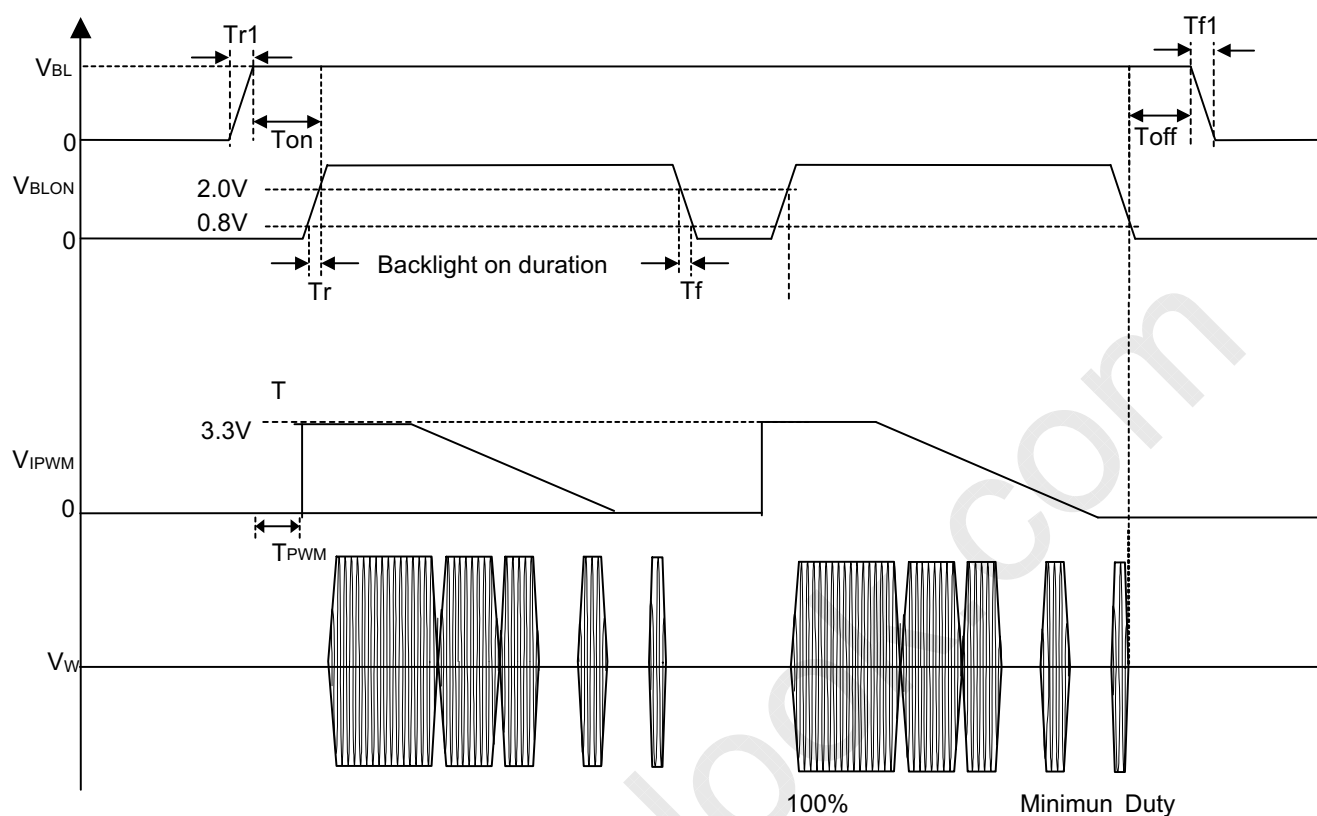 Tr1
Tf1
VBL
0
Ton
Toff
VBLON
2.0V
0.8V
0
Backlight on duration
Tr
Tf
T
3.3V
VIPWM
0
TPWM
VW
100%
Minimun Duty